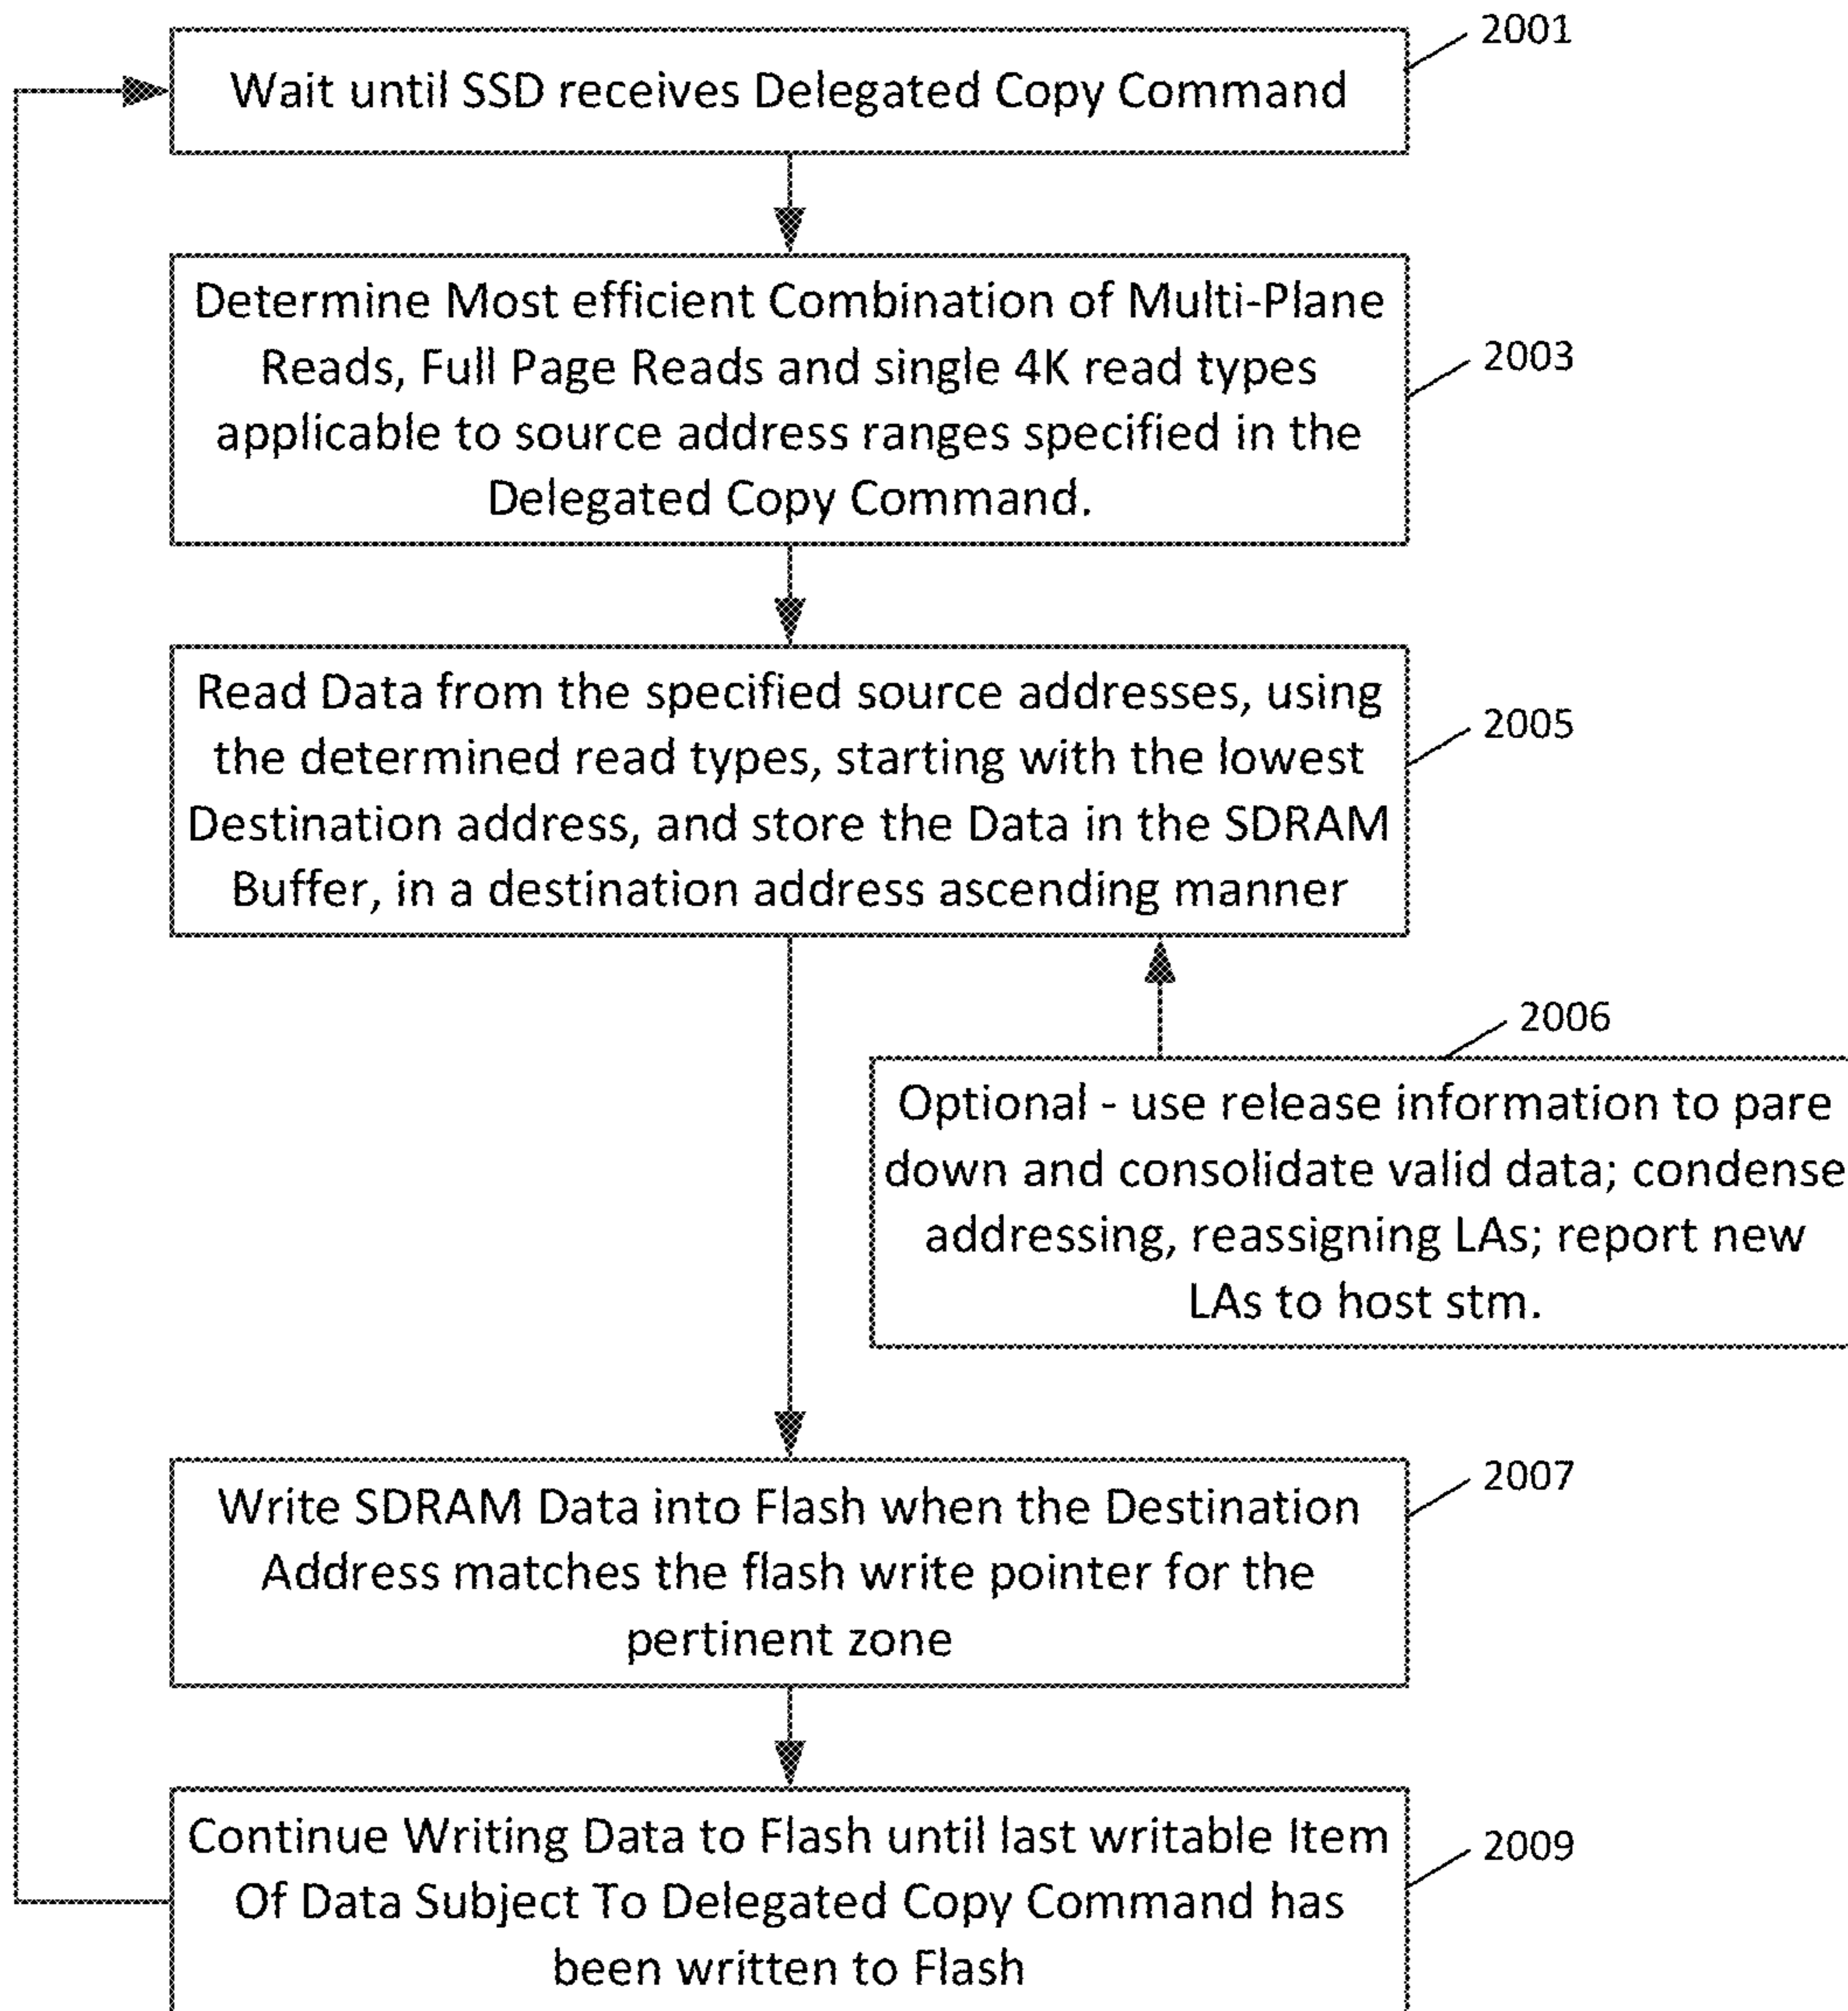 2001
Wait until SSD receives Delegated Copy Command
Determine Most efficient Combination of Multi-Plane
Reads, Full Page Reads and single 4K read types
applicable to source address ranges specified in the
Delegated Copy Command.
2003
Read Data from the specified source addresses, using
the determined read types, starting with the lowest
Destination address, and store the Data in the SDRAM
Buffer, in a destination address ascending manner
2005
2006
Optional - use release information to pare
down and consolidate valid data; condense
addressing, reassigning LAs; report new
LAs to host stm.
Write SDRAM Data into Flash when the Destination
Address matches the flash write pointer for the
pertinent zone
2007
Continue Writing Data to Flash until last writable Item
Of Data Subject To Delegated Copy Command has
been written to Flash
2009